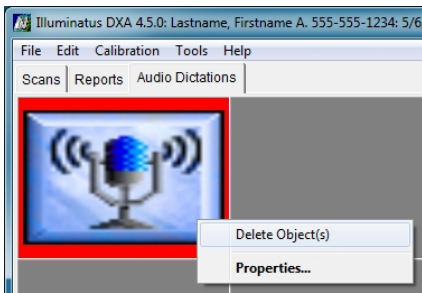 Illuminatus DXA 4.5.0: Lastname, Firstname A. 555-555-1234: 5/6
File Edit Calibration Tools Help
Scans Reports Audio Dictations
Delete Object(s)
Properties...